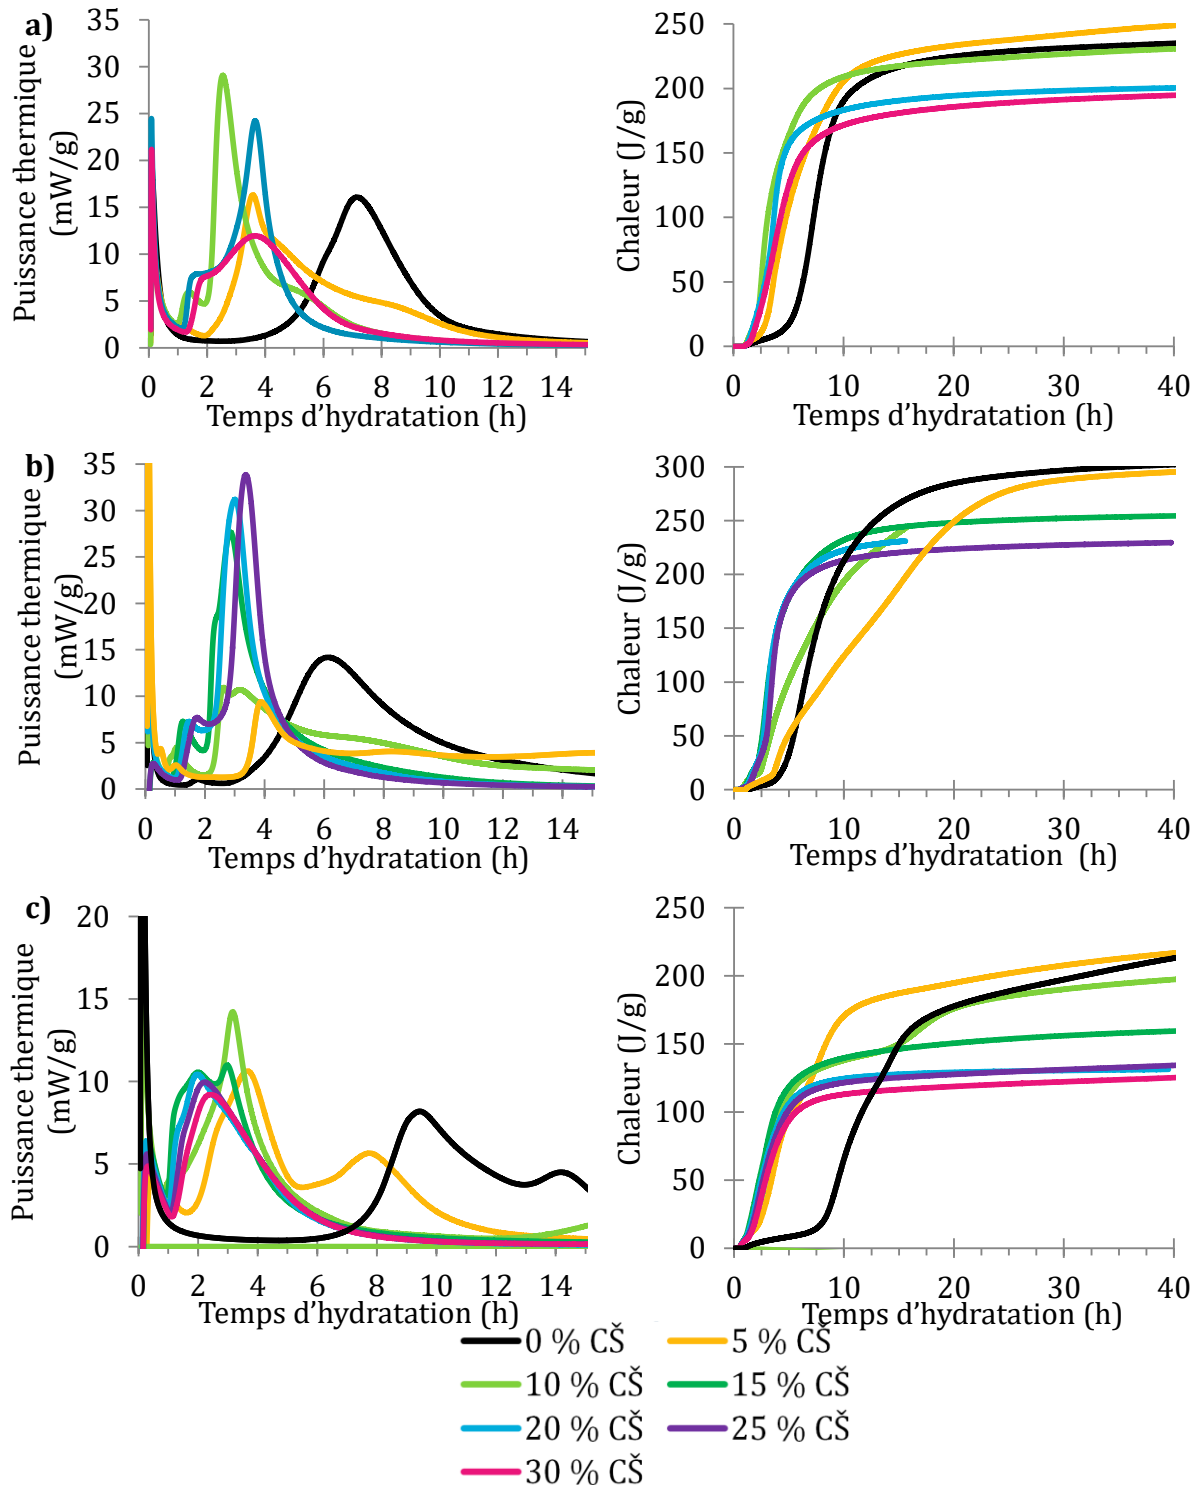 a)
Puissance thermique
(mW/g)
35
30
25
20
15
10
5
0
0 2 4 6 8 10 12 14
Temps d’hydratation (h)
Chaleur (J/g)
250
200
150
100
50
0
0 10 20 30 40
Temps d’hydratation (h)
b)
Puissance thermique
(mW/g)
35
30
25
20
15
10
5
0
0 2 4 6 8 10 12 14
Temps d’hydratation (h)
Chaleur (J/g)
300
250
200
150
100
50
0
0 10 20 30 40
Temps d’hydratation (h)
c)
Puissance thermique
(mW/g)
20
15
10
5
0
0 2 4 6 8 10 12 14
Temps d’hydratation (h)
Chaleur (J/g)
250
200
150
100
50
0
0 10 20 30 40
Temps d’hydratation (h)
0 % CŠ 5 % CŠ
10 % CŠ 15 % CŠ
20 % CŠ 25 % CŠ
30 % CŠ